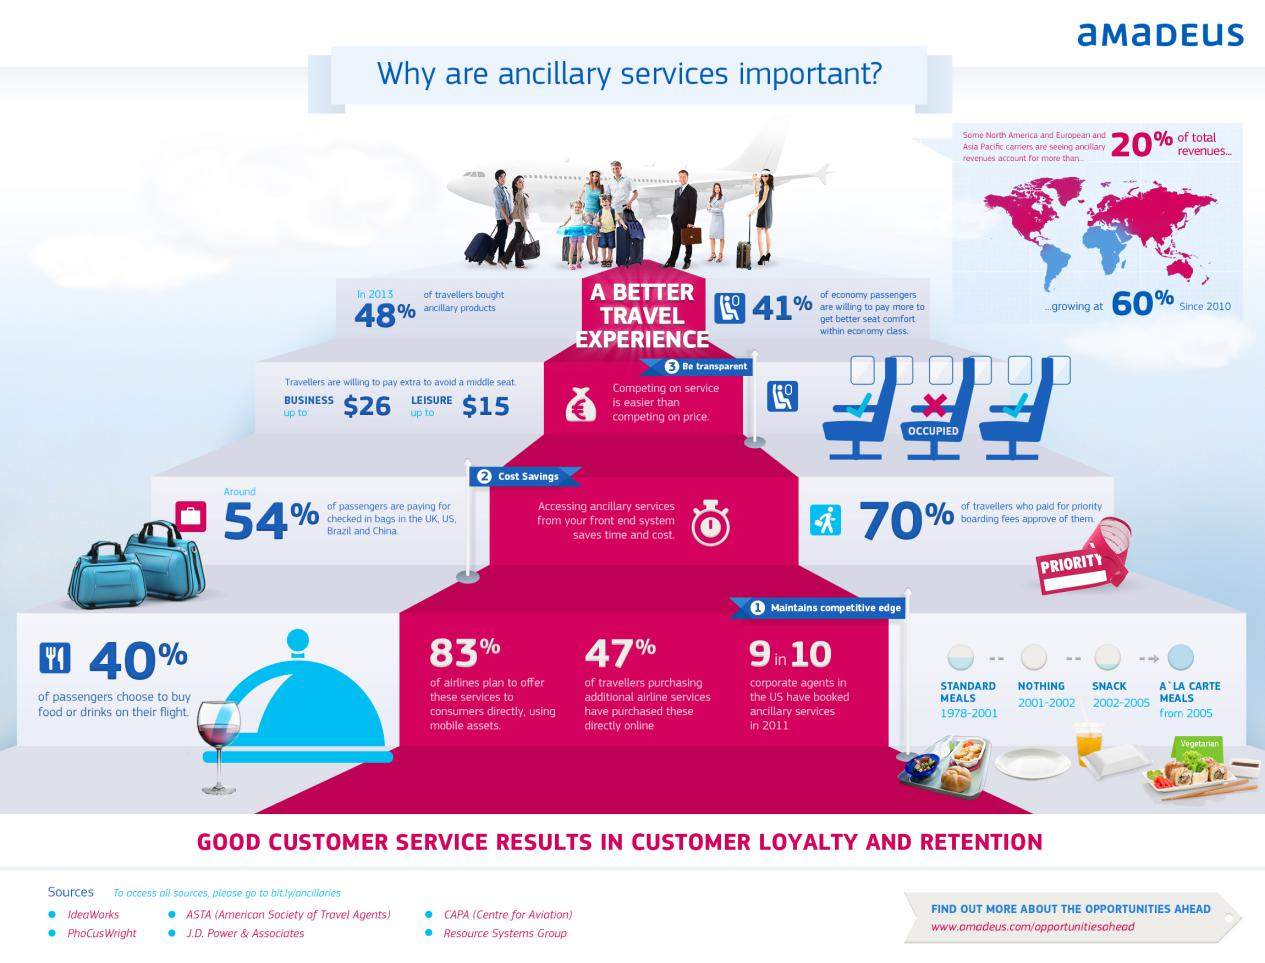 aMaDEUS
Why are ancillary services important?
Some North America and European and
Asia Pacific carriers are seeing ancillary
revenues account for more than...
20% of total
revenues...
...growing at 60% Since 2010
In 2013
48%
of travellers bought
ancillary products
A BETTER
TRAVEL
EXPERIENCE
41%
of economy passengers
are willing to pay more to
get better seat comfort
within economy class.
Travellers are willing to pay extra to avoid a middle seat.
BUSINESS
up to
$26
LEISURE
up to
$15
3 Be transparent
Competing on service
is easier than
competing on price.
OCCUPIED
2 Cost Savings
Around
54%
of passengers are paying for
checked in bags in the UK, US,
Brazil and China.
Accessing ancillary services
from your front end system
saves time and cost.
70%
of travellers who paid for priority
boarding fees approve of them.
PRIORITY
1 Maintains competitive edge
40%
of passengers choose to buy
food or drinks on their flight.
83%
of airlines plan to offer
these services to
consumers directly, using
mobile assets.
47%
of travellers purchasing
additional airline services
have purchased these
directly online
9 in 10
corporate agents in
the US have booked
ancillary services
in 2011
STANDARD
MEALS
1978-2001
NOTHING
2001-2002
SNACK
2002-2005
A`LA CARTE
MEALS
from 2005
Vegetarian
GOOD CUSTOMER SERVICE RESULTS IN CUSTOMER LOYALTY AND RETENTION
Sources To access all sources, please go to bit.ly/ancillaries
IdeaWorks
PhoCusWright
ASTA (American Society of Travel Agents)
J.D. Power & Associates
CAPA (Centre for Aviation)
Resource Systems Group
FIND OUT MORE ABOUT THE OPPORTUNITIES AHEAD
www.amadeus.com/opportunitiesahead